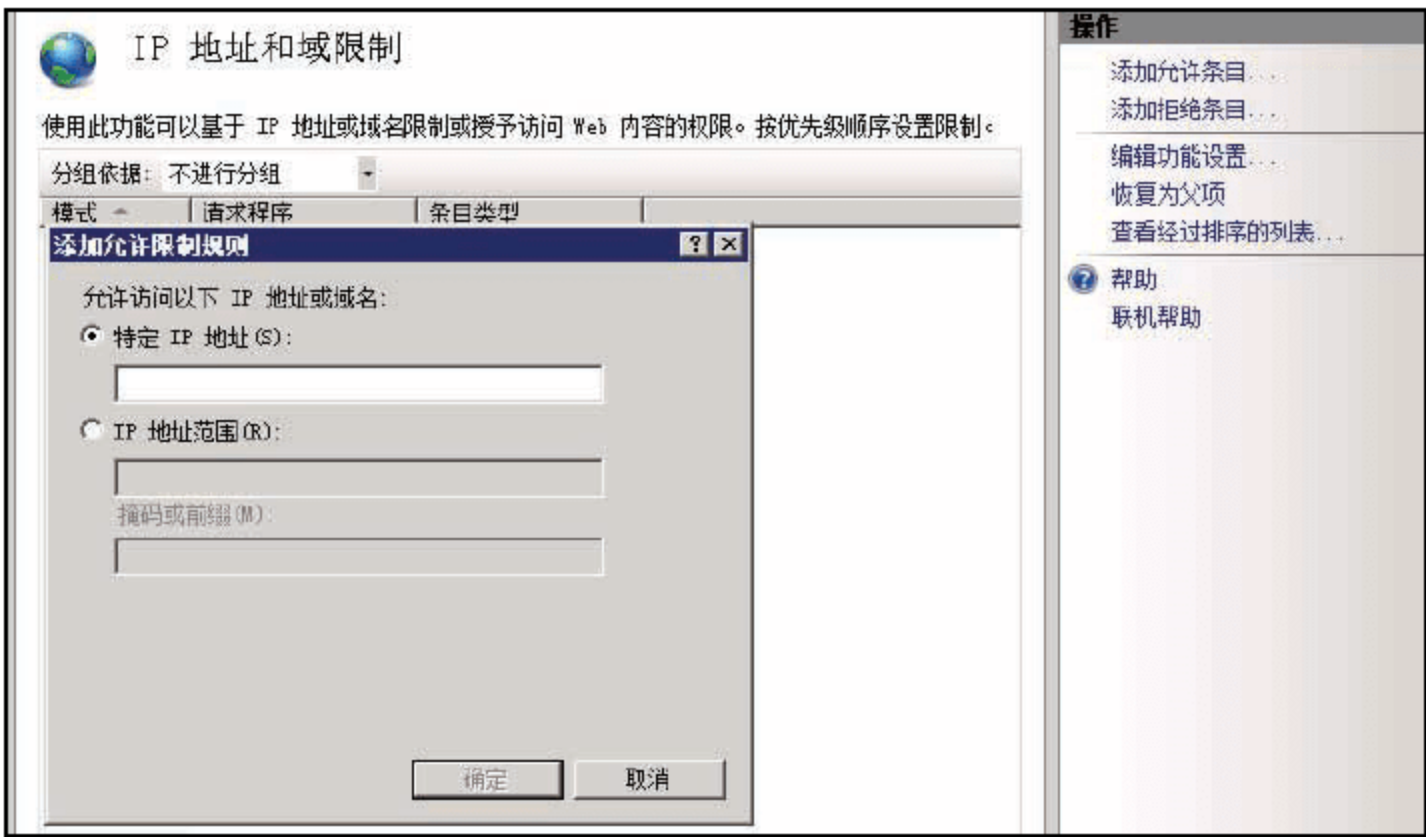 IP 地址和域限制
使用此功能可以基于 IP 地址或域名限制或授予访问 Web 内容的权限。按优先级顺序设置限制。
分组依据: 不进行分组
模式 请求程序 条目类型
添加允许限制规则
允许访问以下 IP 地址或域名:
特定 IP 地址(S):
IP 地址范围(R):
掩码或前缀(M):
确定 取消
操作
添加允许条目...
添加拒绝条目...
编辑功能设置...
恢复为父项
查看经过排序的列表...
帮助
联机帮助